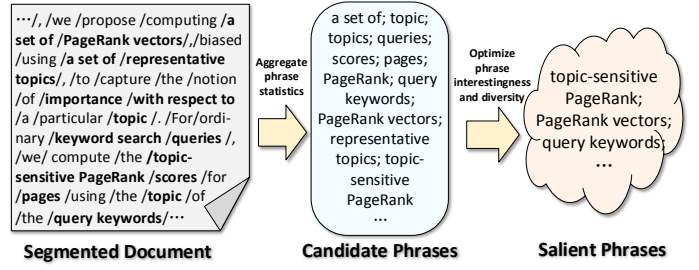 ···/, /we /propose /computing /a
set of /PageRank vectors/,/biased
/using /a set of /representative
topics/, /to /capture /the /notion
/of /importance /with respect to
/a /particular /topic /. /For/ordi-
nary /keyword search /queries /,
/we/ compute /the /topic-
sensitive PageRank /scores /for
/pages /using /the /topic /of
/the /query keywords/···
Segmented Document
Aggregate
phrase
statistics
a set of; topic;
topics; queries;
scores; pages;
PageRank; query
keywords;
PageRank vectors;
representative
topics; topic-
sensitive
PageRank
...
Candidate Phrases
Optimize
phrase
interestingness
and diversity
topic-sensitive
PageRank;
PageRank vectors;
query keywords;
...
Salient Phrases